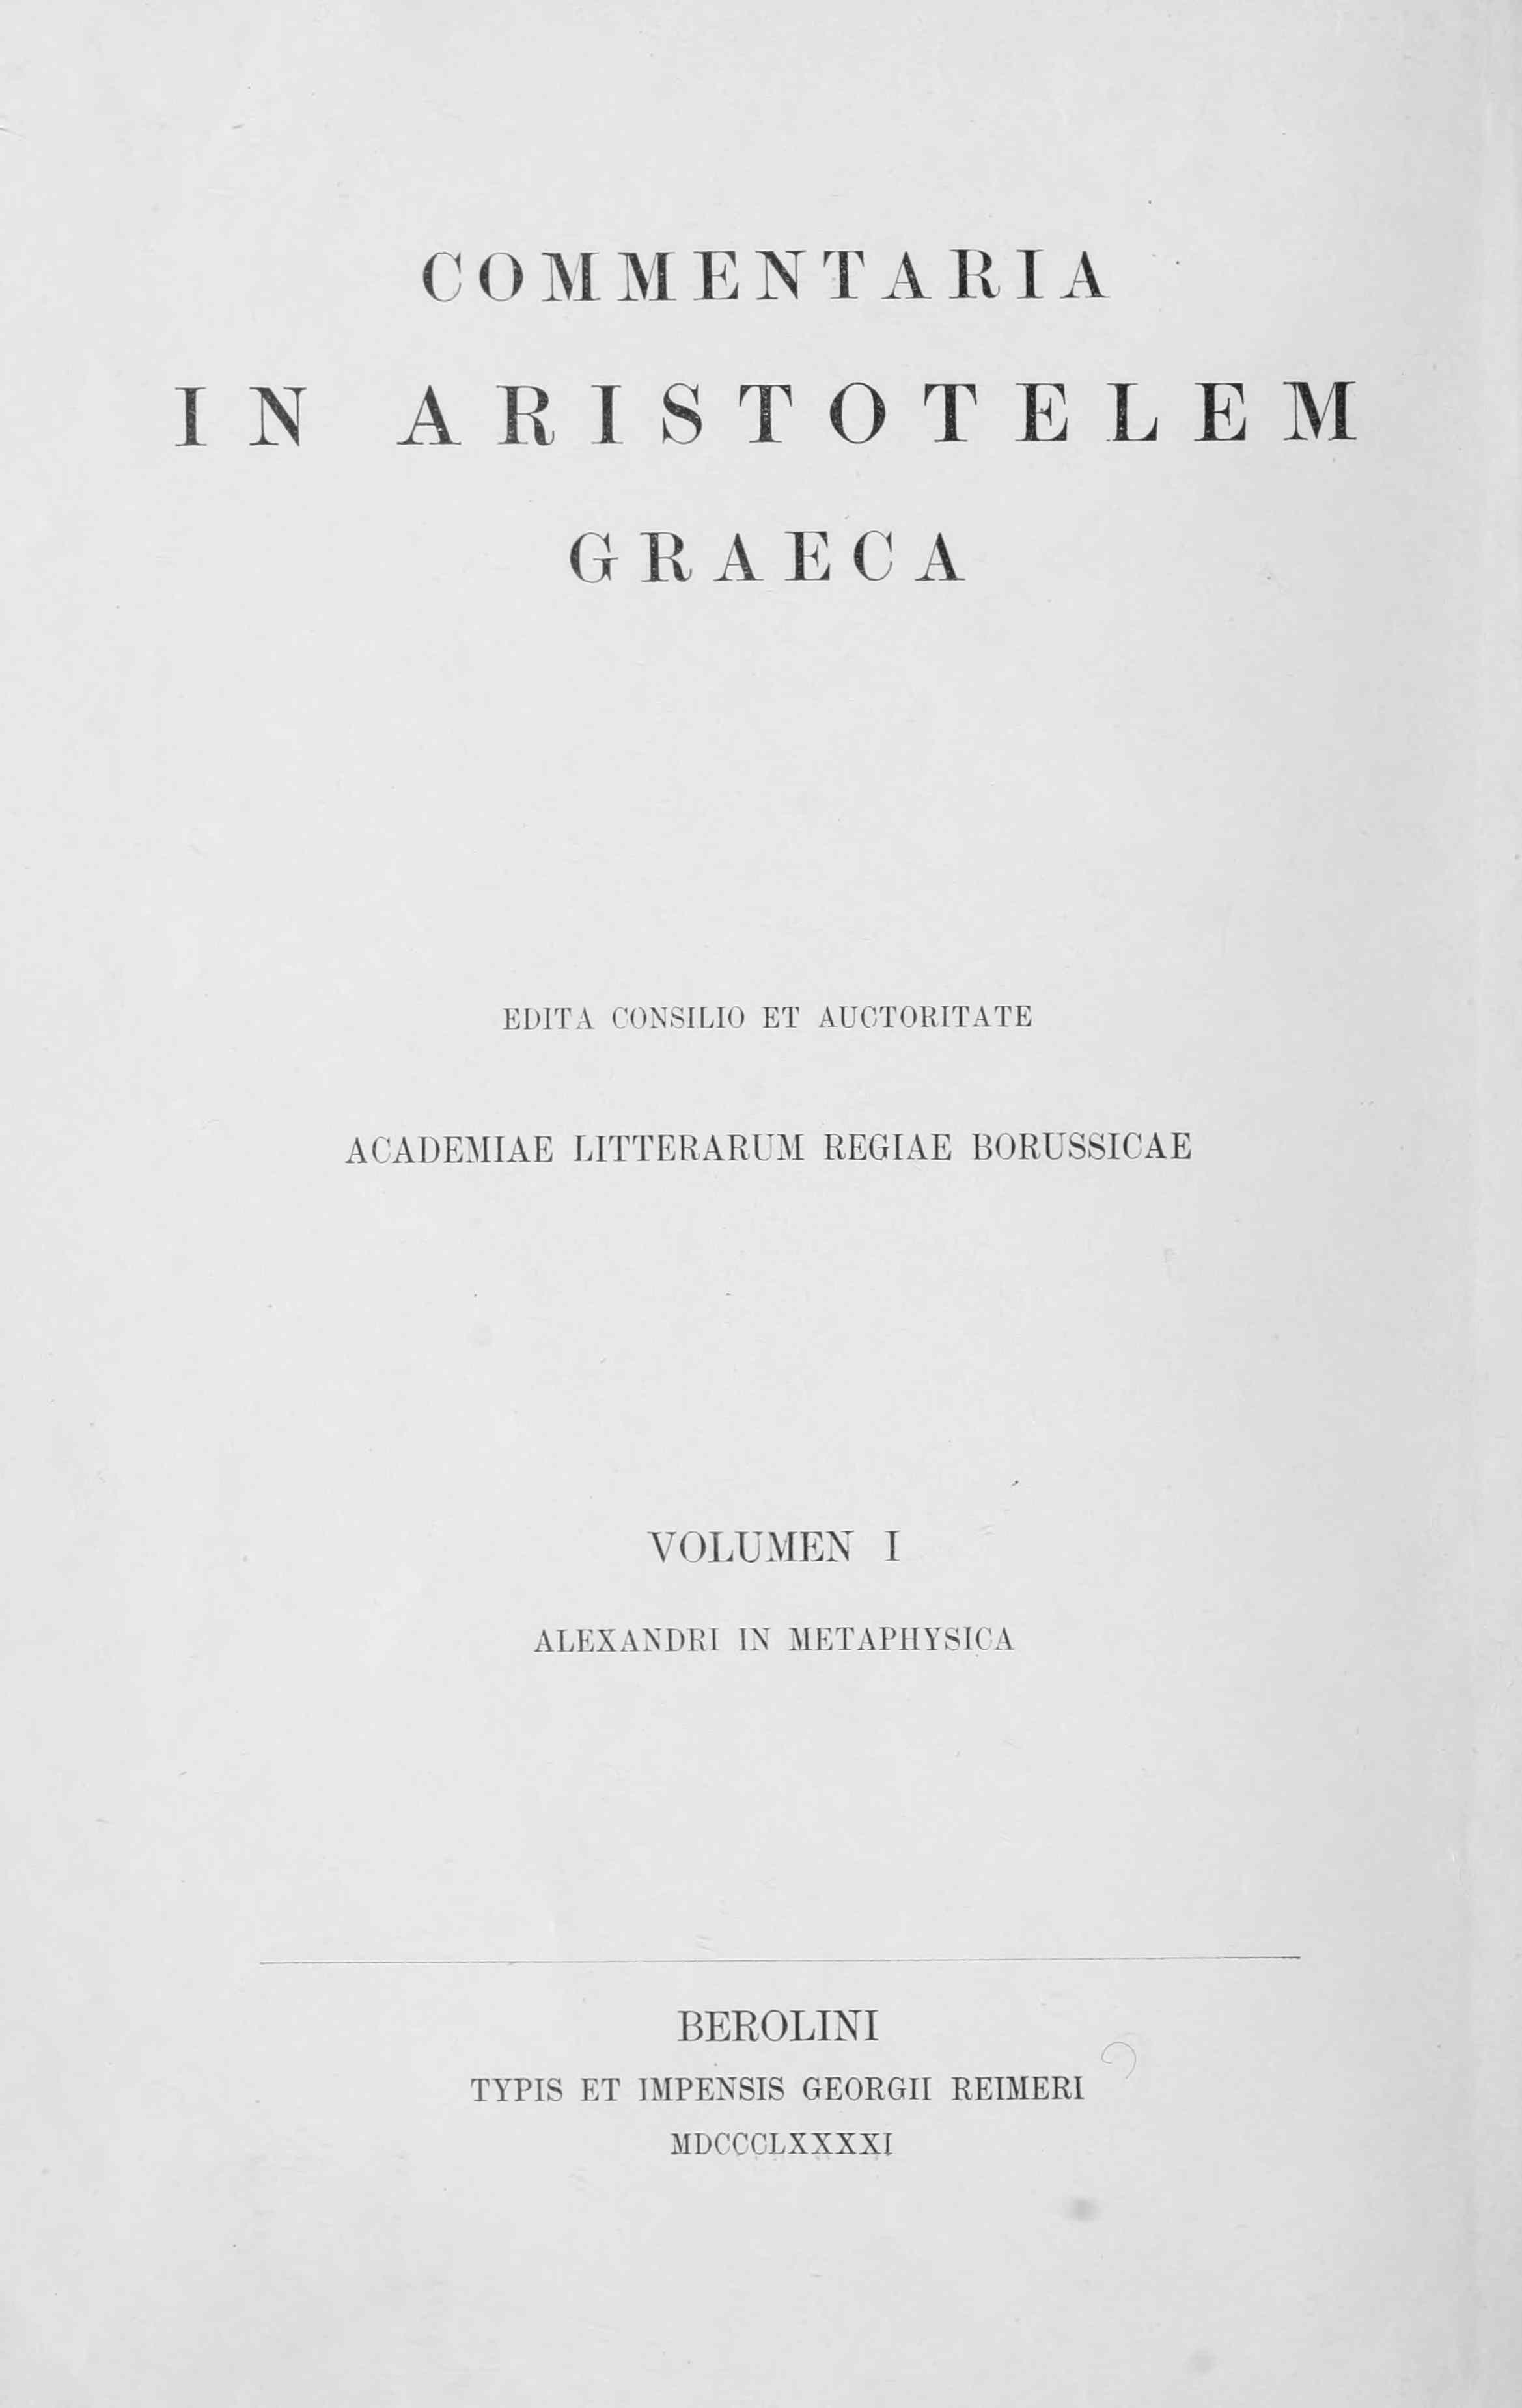 COMMENTARIA
IN ARISTOTELEM
GRAECA
EDITA CONSILIO ET AUCTORITATE
ACADEMIAE LITTERARUM REGIAE BORUSSICAE
VOLUMEN I
ALEXANDRI IN METAPHYSICA
BEROLINI
TYPIS ET IMPENSIS GEORGII REIMERI
MDCCCLXXXXI